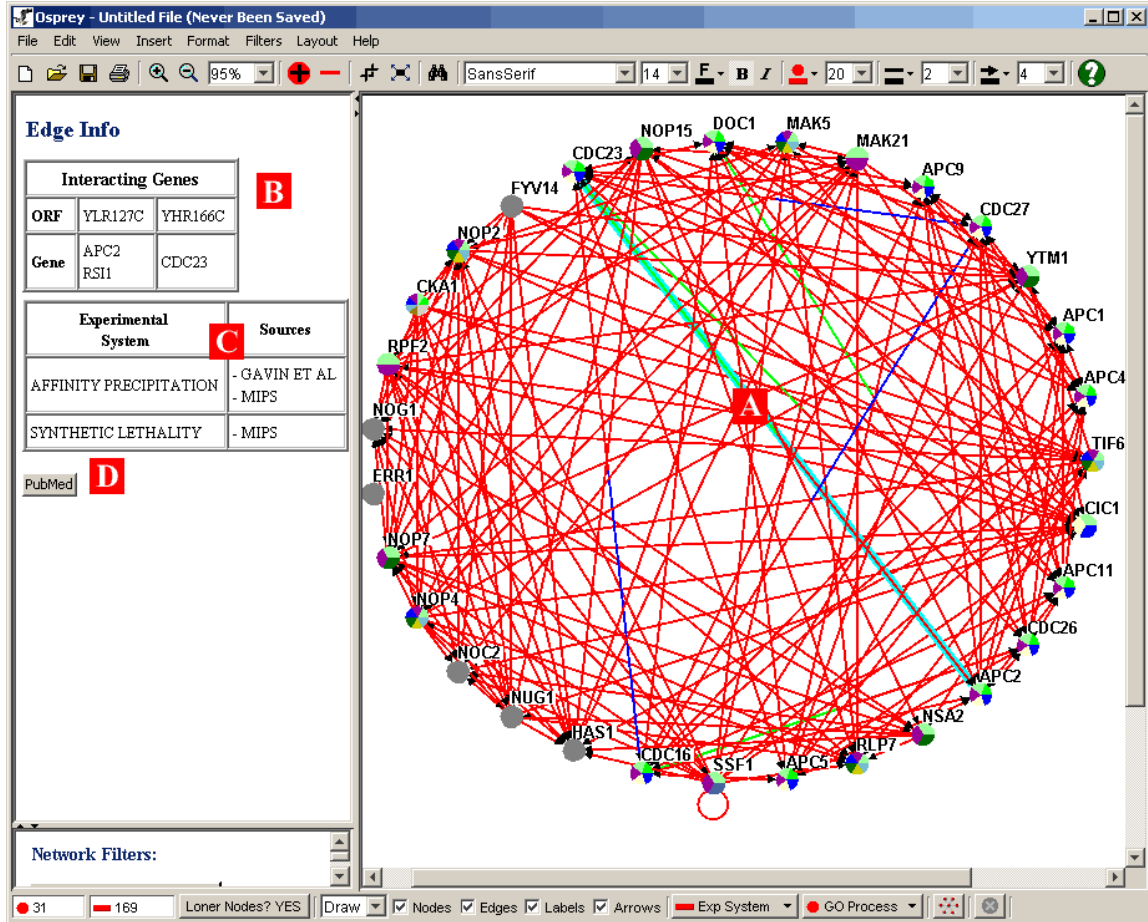 Osprey - Untitled File (Never Been Saved)
File Edit View Insert Format Filters Layout Help
95% SansSerif 14 F B I 20 2 4 ?
Edge Info
B
Interacting Genes
ORF YLR127C YHR166C
Gene APC2 RSI1 CDC23
Experimental System Sources
C
AFFINITY PRECIPITATION - GAVIN ET AL
- MIPS
SYNTHETIC LETHALITY - MIPS
PubMed
D
Network Filters:
DOC1
MAK5
NOP15
MAK21
CDC23
APC9
FYV14
CDC27
NOP2
YTM1
CKA1
APC1
RPF2
APC4
A
NOG1
TIF6
ERR1
CIC1
NOP7
APC11
NOP4
CDC26
NOC2
APC2
NUG1
NSA2
HAS1
RLP7
CDC16
SSF1
APC5
31 169 Loner Nodes? YES Draw Nodes Edges Labels Arrows Exp System GO Process